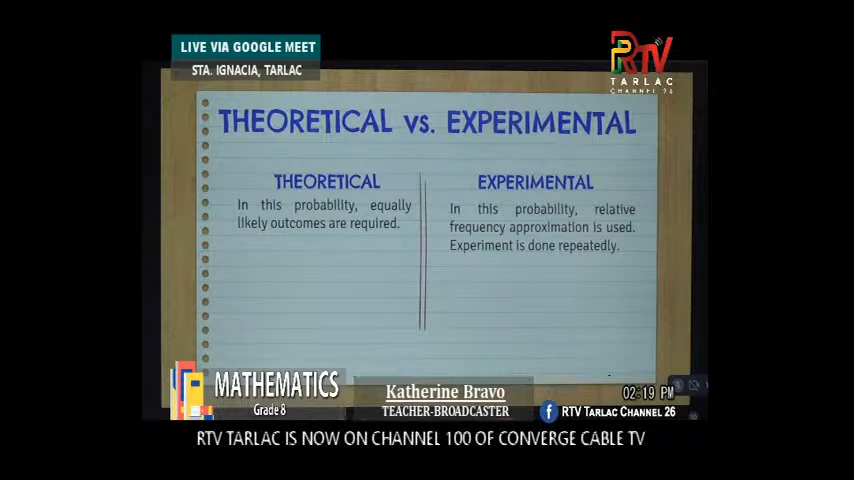 LIVE VIA GOOGLE MEET
STA. IGNACIA, TARLAC
RTV
TARLAC
CHANNEL 26
THEORETICAL vs. EXPERIMENTAL
THEORETICAL
In this probability, equally
likely outcomes are required.
EXPERIMENTAL
In this probability, relative
frequency approximation is used.
Experiment is done repeatedly.
MATHEMATICS
Grade 8
Katherine Bravo
TEACHER-BROADCASTER
02:19 PM
RTV TARLAC CHANNEL 26
RTV TARLAC IS NOW ON CHANNEL 100 OF CONVERGE CABLE TV